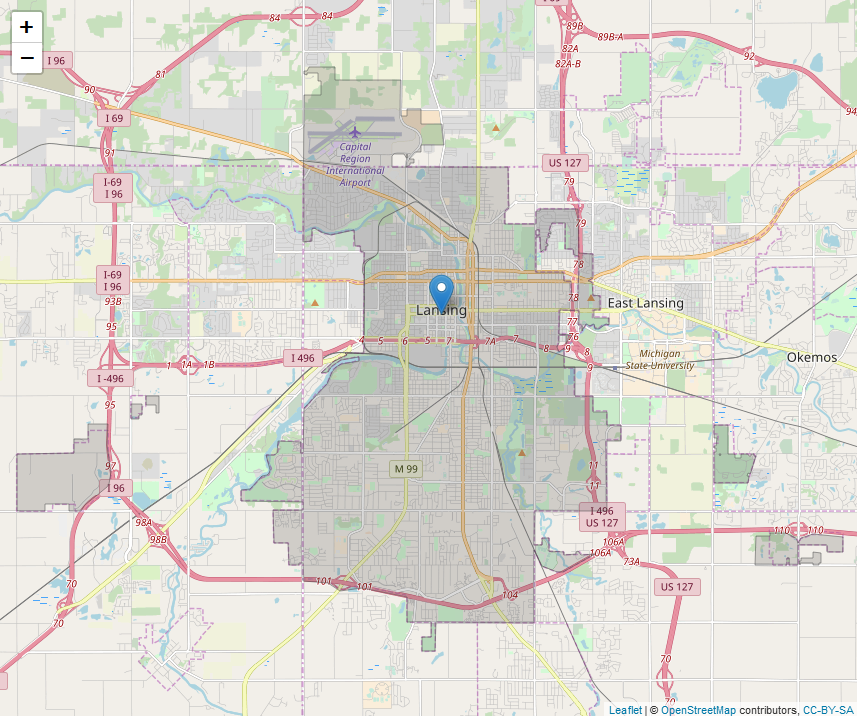 +
−
84
84
I 69
89B
89B-A
82A
82A-B
92
94
I 96
81
90
I 69
91
Capital
Region
International
Airport
US 127
79
I-69
I 96
79
78
I-69
I 96
93B
78
East Lansing
Lansing
95
77
76
4
5
6
5
7
7A
7
8
9
8
9
I 496
1A
1B
Michigan
State University
Okemos
I -496
95
97
M 99
11
11
I 96
I 496
US 127
98A
98B
110
110
106A
106A
73A
70
101
101
104
US 127
70
70
70
Leaflet | © OpenStreetMap contributors, CC-BY-SA